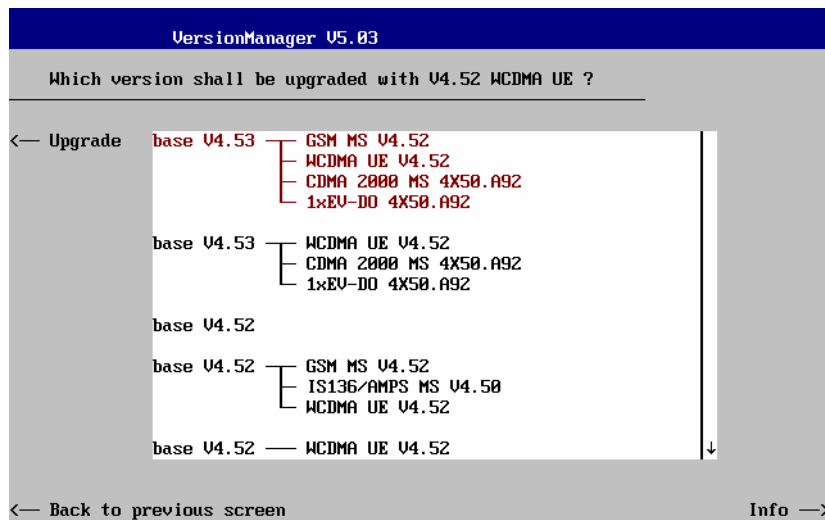 VersionManager V5.03
Which version shall be upgraded with V4.52 WCDMA UE ?
<— Upgrade base V4.53 GSM MS V4.52
WCDMA UE V4.52
CDMA 2000 MS 4X50.A92
1xEV-DO 4X50.A92
base V4.53 WCDMA UE V4.52
CDMA 2000 MS 4X50.A92
1xEV-DO 4X50.A92
base V4.52
base V4.52 GSM MS V4.52
IS136/AMPS MS V4.50
WCDMA UE V4.52
base V4.52 —— WCDMA UE V4.52 ↓
<— Back to previous screen Info —>